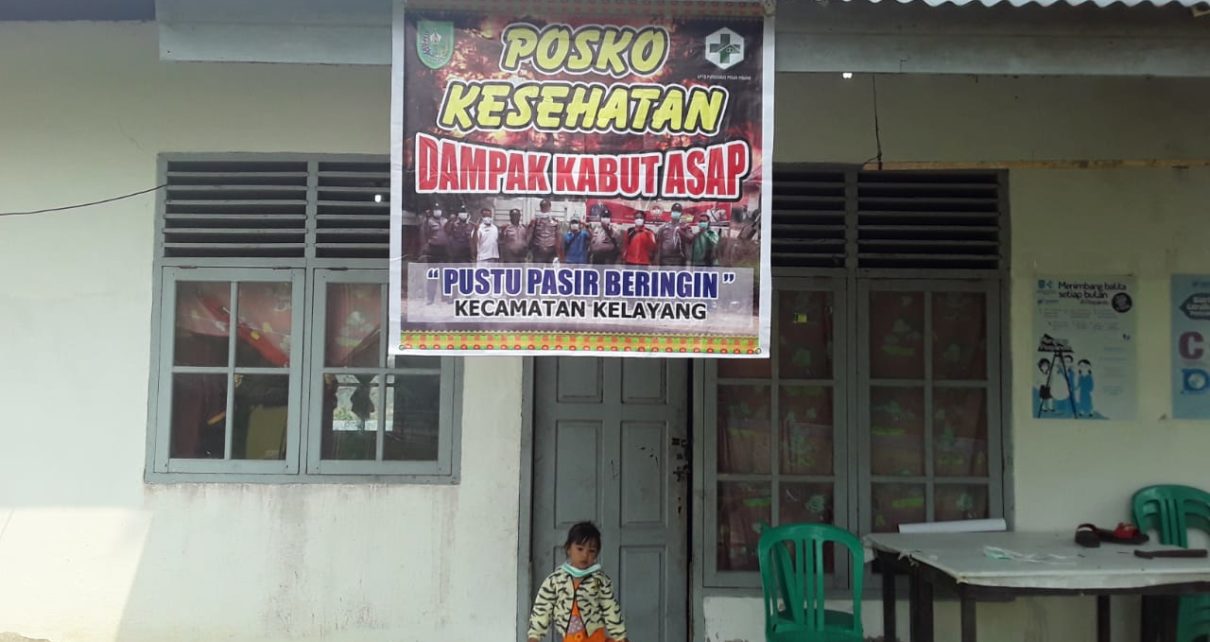 POSKO
KESEHATAN
DAMPAK KABUT ASAP
“ PUSTU PASIR BERINGIN ”
KECAMATAN KELAYANG
Menimbang balita
setiap bulan
C